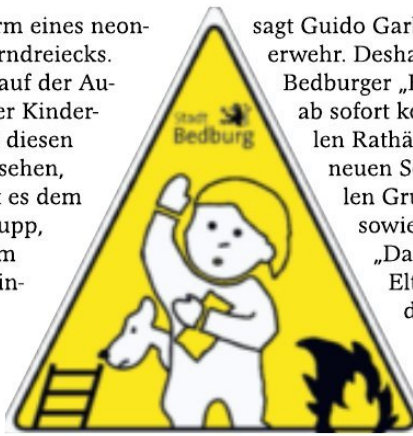 rm eines neon-
rndreiecks.
auf der Au-
er Kinder-
diesen
sehen,
t es dem
upp,
m
in-
Stadt
Bedburg
sagt Guido
erwehr. Desha
Bedburger
ab sofort ko
len Rathä
neuen
len Gru
sowie
„Da
Elt
d